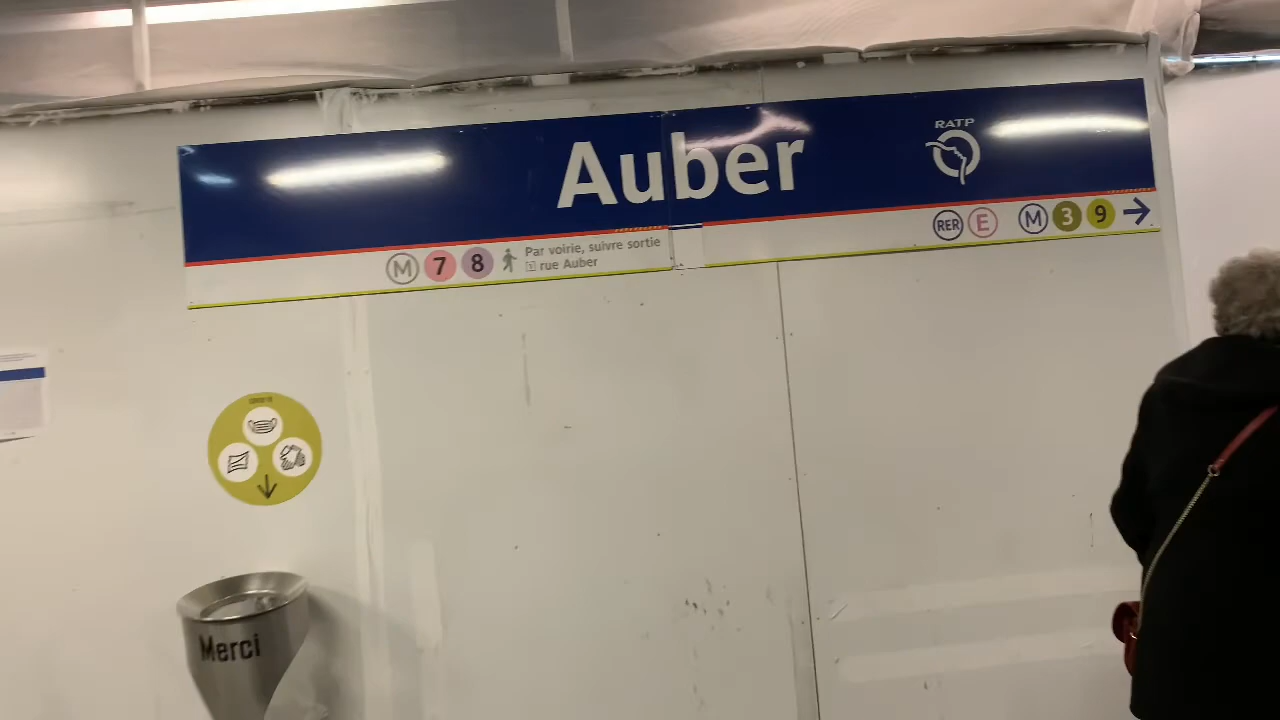 Auber
RATP
RER E M 3 9
M 7 8 Par voirie, suivre sortie
rue Auber
Merci